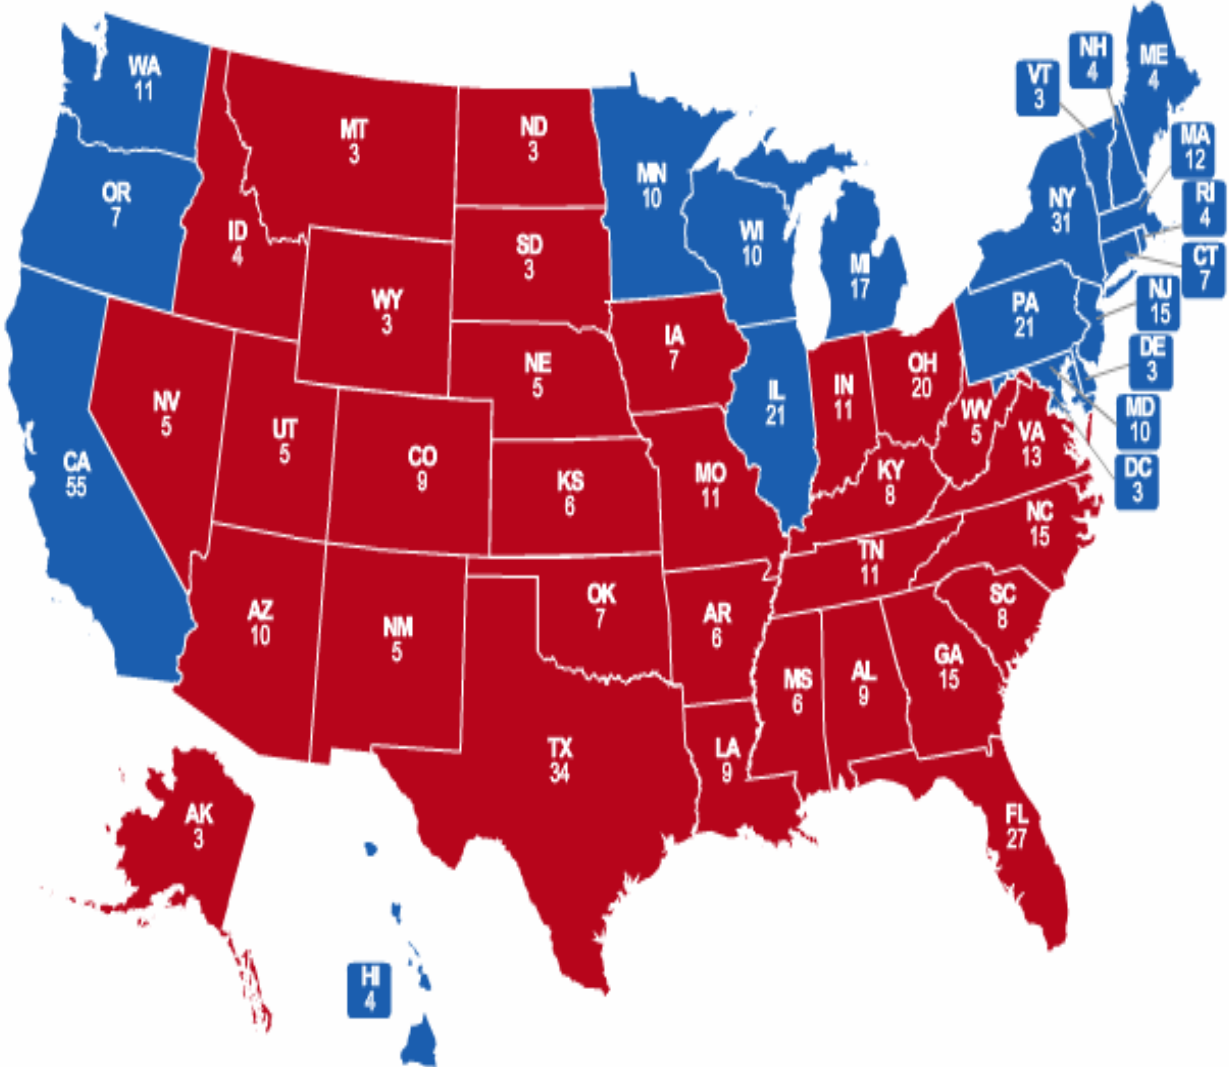 WA
11
OR
7
CA
55
ID
4
NV
5
MT
3
WY
3
UT
5
AZ
10
CO
9
NM
5
ND
3
SD
3
NE
5
KS
6
OK
7
TX
34
MN
10
IA
7
MO
11
AR
6
LA
9
WI
10
IL
21
MI
17
IN
11
OH
20
KY
8
TN
11
MS
6
AL
9
GA
15
FL
27
SC
8
NC
15
VA
13
WV
5
PA
21
NY
31
VT
3
NH
4
ME
4
MA
12
RI
4
CT
7
NJ
15
DE
3
MD
10
DC
3
AK
3
HI
4